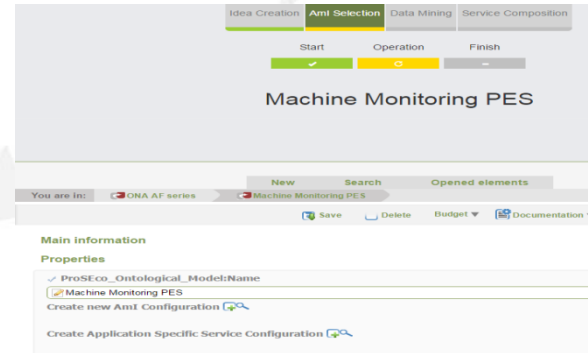 Idea Creation AmI Selection Data Mining Service Composition
Start Operation Finish
Machine Monitoring PES
New Search Opened elements
You are in: ONA AF series Machine Monitoring PES
Save Delete Budget Documentation
Main information
Properties
ProSEco_Ontological_Model:Name
Machine Monitoring PES
Create new AmI Configuration
Create Application Specific Service Configuration